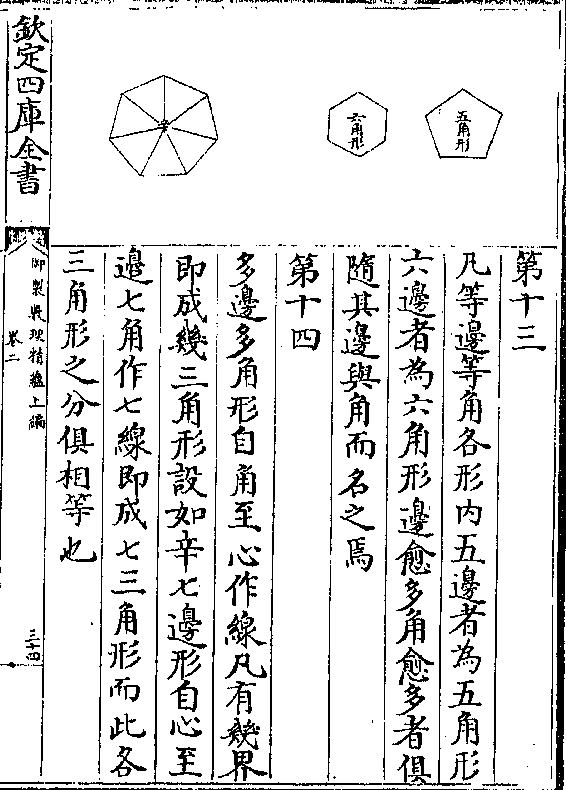 五角形
六角形
辛
第十三
凡等邊等角各形内五邊者為五角形
六邊者為六角形邊愈多角愈多者俱
隨其邊與角而名之焉
第十四
多邊多角形自角至心作線凡有幾界
即成幾三角形設如辛七邊形自心至
邊七角作七線即成七三角形而此各
三角形之分俱相等也
欽定四庫全書
御製數理精蘊上編
卷二
三十四